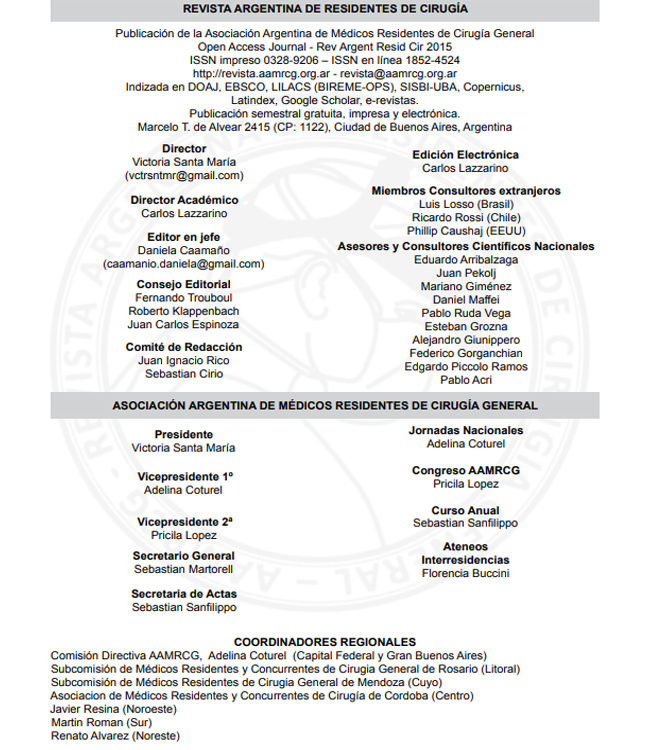 REVISTA ARGENTINA DE RESIDENTES DE CIRUGÍA
Publicación de la Asociación Argentina de Médicos Residentes de Cirugía General
Open Access Journal - Rev Argent Resid Cir 2015
ISSN impreso 0328-9206 – ISSN en línea 1852-4524
http://revista.aamrcg.org.ar - revista@aamrcg.org.ar
Indizada en DOAJ, EBSCO, LILACS (BIREME-OPS), SISBI-UBA, Copernicus,
Latindex, Google Scholar, e-revistas.
Publicación semestral gratuita, impresa y electrónica.
Marcelo T. de Alvear 2415 (CP: 1122), Ciudad de Buenos Aires, Argentina
Director
Victoria Santa María
(vctrsntmr@gmail.com)
Director Académico
Carlos Lazzarino
Editor en jefe
Daniela Caamaño
(caamanio.daniela@gmail.com)
Consejo Editorial
Fernando Trouboul
Roberto Klappenbach
Juan Carlos Espinoza
Comité de Redacción
Juan Ignacio Rico
Sebastian Cirio
Edición Electrónica
Carlos Lazzarino
Miembros Consultores extranjeros
Luis Losso (Brasil)
Ricardo Rossi (Chile)
Phillip Caushaj (EEUU)
Asesores y Consultores Científicos Nacionales
Eduardo Arribalzaga
Juan Pekolj
Mariano Giménez
Daniel Maffei
Pablo Ruda Vega
Esteban Grozna
Alejandro Giunippero
Federico Gorganchian
Edgardo Piccolo Ramos
Pablo Acri
ASOCIACIÓN ARGENTINA DE MÉDICOS RESIDENTES DE CIRUGÍA GENERAL
Presidente
Victoria Santa María
Vicepresidente 1º
Adelina Coturel
Vicepresidente 2ª
Pricila Lopez
Secretario General
Sebastian Martorell
Secretaria de Actas
Sebastian Sanfilippo
Jornadas Nacionales
Adelina Coturel
Congreso AAMRCG
Pricila Lopez
Curso Anual
Sebastian Sanfilippo
Ateneos
Interresidencias
Florencia Buccini
COORDINADORES REGIONALES
Comisión Directiva AAMRCG, Adelina Coturel (Capital Federal y Gran Buenos Aires)
Subcomisión de Médicos Residentes y Concurrentes de Cirugia General de Rosario (Litoral)
Subcomisión de Médicos Residentes de Cirugia General de Mendoza (Cuyo)
Asociacion de Médicos Residentes y Concurrentes de Cirugía de Cordoba (Centro)
Javier Resina (Noroeste)
Martin Roman (Sur)
Renato Alvarez (Noreste)